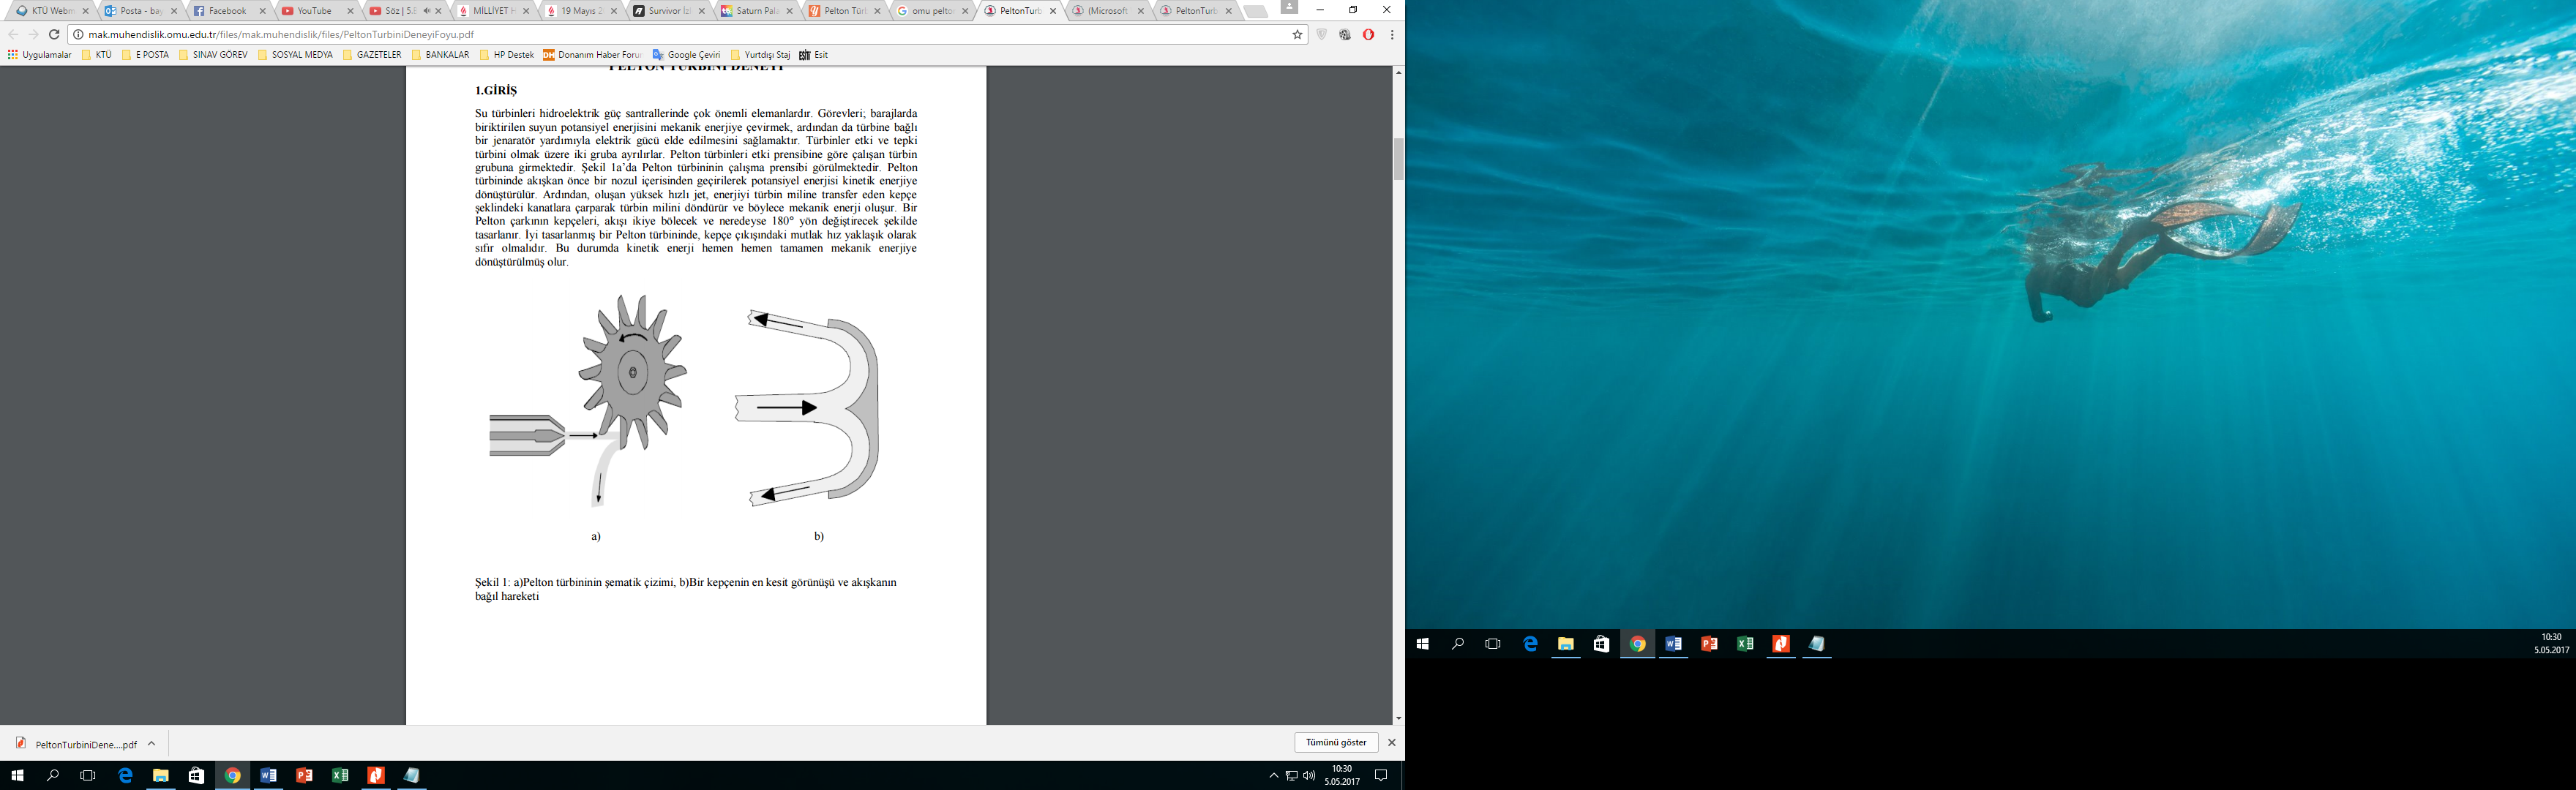 KTÜ Webm
Posta - bay
Facebook
YouTube
Söz | 5.
MİLLİYET H
19 Mayıs 2
Survivor İzl
Saturn Pala
Pelton Tür
omu pelto
PeltonTurb
(Microsoft
PeltonTurb
mak.muhendislik.omu.edu.tr/files/mak.muhendislik/files/PeltonTurbiniDeneyiFoyu.pdf
Uygulamalar KTÜ E POSTA SINAV GÖREV SOSYAL MEDYA GAZETELER BANKALAR HP Destek Donanım Haber Forur Google Çeviri Yurtdışı Staj Esit
PELTON TÜRBİNİ DENEYİ
1.GİRİŞ
Su türbinleri hidroelektrik güç santrallerinde çok önemli elemanlardır. Görevleri; barajlarda
biriktirilen suyun potansiyel enerjisini mekanik enerjiye çevirmek, ardından da türbine bağlı
bir jenaratör yardımıyla elektrik gücü elde edilmesini sağlamaktır. Türbinler etki ve tepki
türbini olmak üzere iki gruba ayrılırlar. Pelton türbinleri etki prensibine göre çalışan türbin
grubuna girmektedir. Şekil 1a’da Pelton türbininin çalışma prensibi görülmektedir. Pelton
türbininde akışkan önce bir nozul içerisinden geçirilerek potansiyel enerjisi kinetik enerjiye
dönüştürülür. Ardından, oluşan yüksek hızlı jet, enerjiyi türbin miline transfer eden kepçe
şeklindeki kanatlara çarparak türbin milini döndürür ve böylece mekanik enerji oluşur. Bir
Pelton çarkının kepçeleri, akışı ikiye bölecek ve neredeyse 180° yön değiştirecek şekilde
tasarlanır. İyi tasarlanmış bir Pelton türbininde, kepçe çıkışındaki mutlak hız yaklaşık olarak
sıfır olmalıdır. Bu durumda kinetik enerji hemen hemen tamamen mekanik enerjiye
dönüştürülmüş olur.
a) b)
Şekil 1: a)Pelton türbininin şematik çizimi, b)Bir kepçenin en kesit görünüşü ve akışkanın
bağıl hareketi
PeltonTurbiniDene....pdf
Tümünü göster
10:30
5.05.2017
10:30
5.05.2017